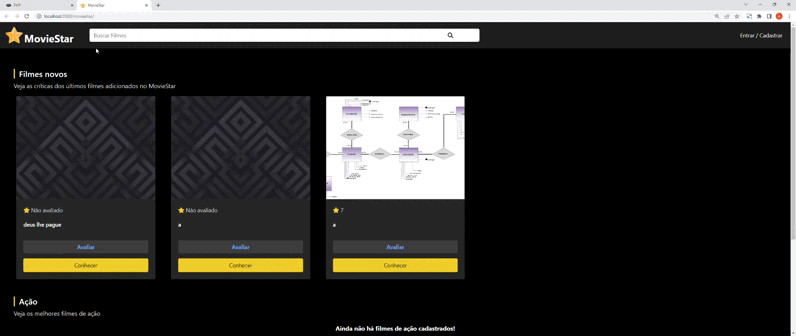 PHP
MovieStar
localhost:3000/moviestar/
MovieStar
Buscar Filmes
Entrar / Cadastrar
Filmes novos
Veja as críticas dos últimos filmes adicionados no MovieStar
Não avaliado
deus lhe pague
Avaliar
Conhecer
Não avaliado
a
Avaliar
Conhecer
7
a
Avaliar
Conhecer
Ação
Veja os melhores filmes de ação
Ainda não há filmes de ação cadastrados!